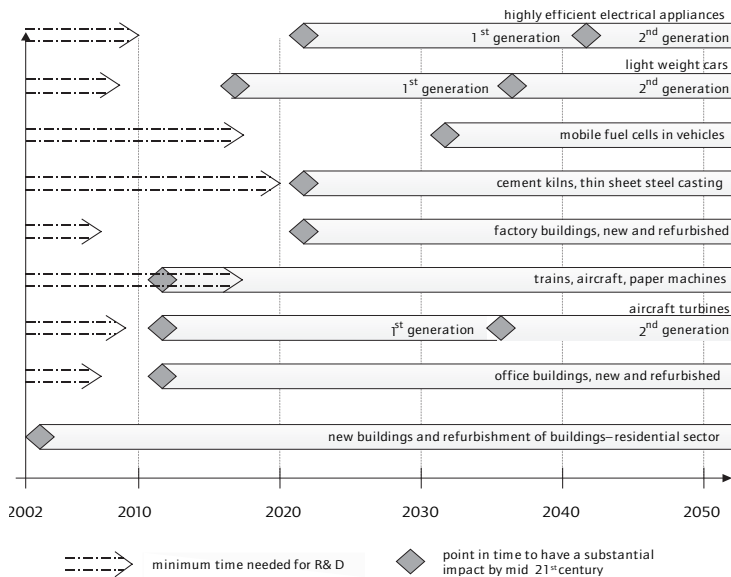 highly efficient electrical appliances
1st generation 2nd generation
light weight cars
1st generation 2nd generation
mobile fuel cells in vehicles
cement kilns, thin sheet steel casting
factory buildings, new and refurbished
trains, aircraft, paper machines
aircraft turbines
1st generation 2nd generation
office buildings, new and refurbished
new buildings and refurbishment of buildings–residential sector
2002 2010 2020 2030 2040 2050
minimum time needed for R& D
point in time to have a substantial
impact by mid 21st century